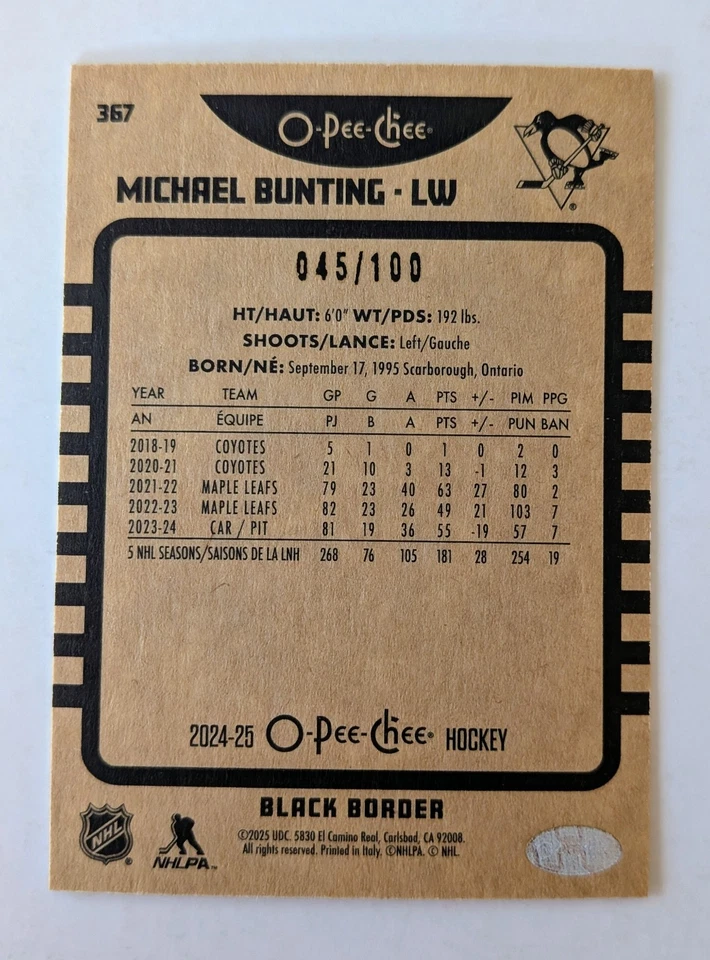 367
O-Pee-Chee®
MICHAEL BUNTING - LW
045/100
HT/HAUT: 6'0" WT/PDS: 192 lbs.
SHOOTS/LANCE: Left/Gauche
BORN/NÉ: September 17, 1995 Scarborough, Ontario
YEAR TEAM GP G A PTS +/- PIM PPG
AN ÉQUIPE PJ B A PTS +/- PUN BAN
2018-19 COYOTES 5 1 0 1 0 2 0
2020-21 COYOTES 21 10 3 13 -1 12 3
2021-22 MAPLE LEAFS 79 23 40 63 27 80 2
2022-23 MAPLE LEAFS 82 23 26 49 21 103 7
2023-24 CAR / PIT 81 19 36 55 -19 57 7
5 NHL SEASONS/SAISONS DE LA LNH 268 76 105 181 28 254 19
2024-25 O-Pee-Chee® HOCKEY
BLACK BORDER
NHL ®
NHLPA™
©2025 UDC. 5830 El Camino Real, Carlsbad, CA 92008.
All rights reserved. Printed in Italy. ©NHLPA. © NHL.